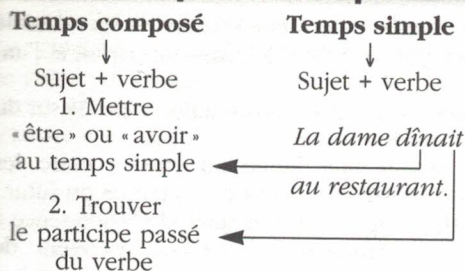 Temps composé
Sujet + verbe
1. Mettre
« être » ou « avoir »
au temps simple
2. Trouver
le participe passé
du verbe
Temps simple
Sujet + verbe
La dame dînait
au restaurant.